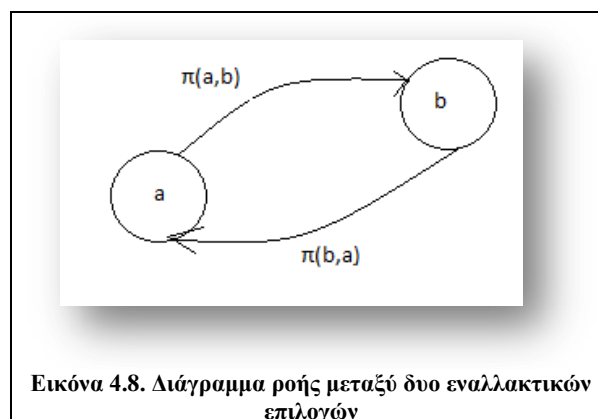 π(a,b)
b
a
π(b,a)
Εικόνα 4.8. Διάγραμμα ροής μεταξύ δυο εναλλακτικών
επιλογών